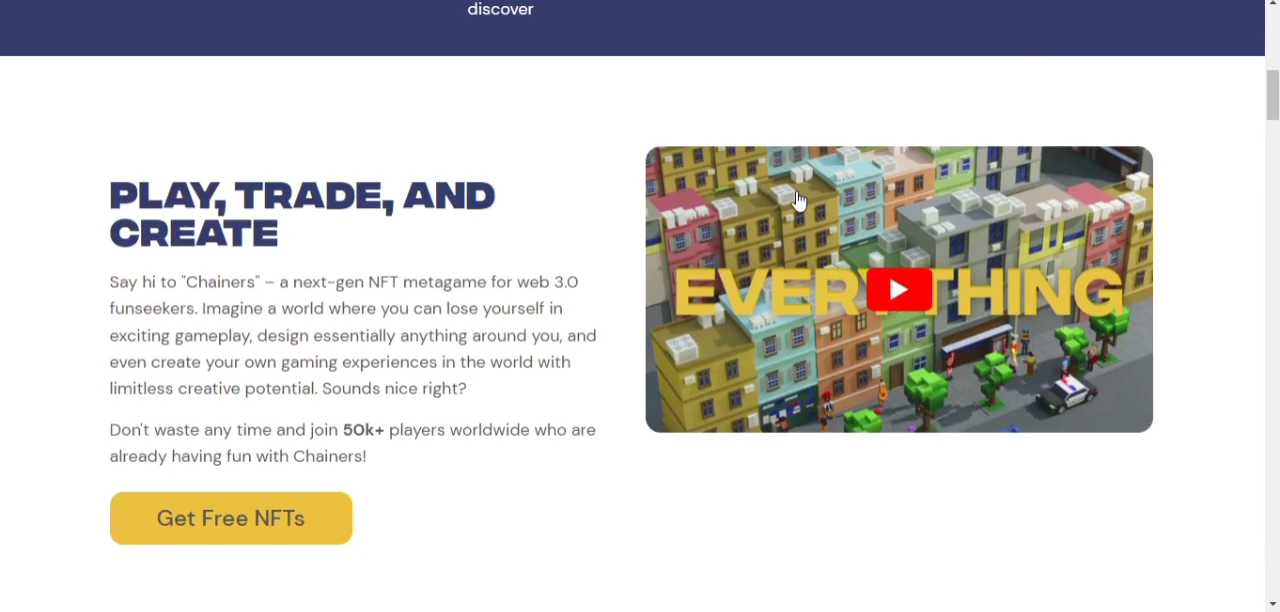 discover
PLAY, TRADE, AND
CREATE
Say hi to "Chainers" – a next-gen NFT metagame for web 3.0
funseekers. Imagine a world where you can lose yourself in
exciting gameplay, design essentially anything around you, and
even create your own gaming experiences in the world with
limitless creative potential. Sounds nice right?
Don't waste any time and join 50k+ players worldwide who are
already having fun with Chainers!
Get Free NFTs
EVERYTHING